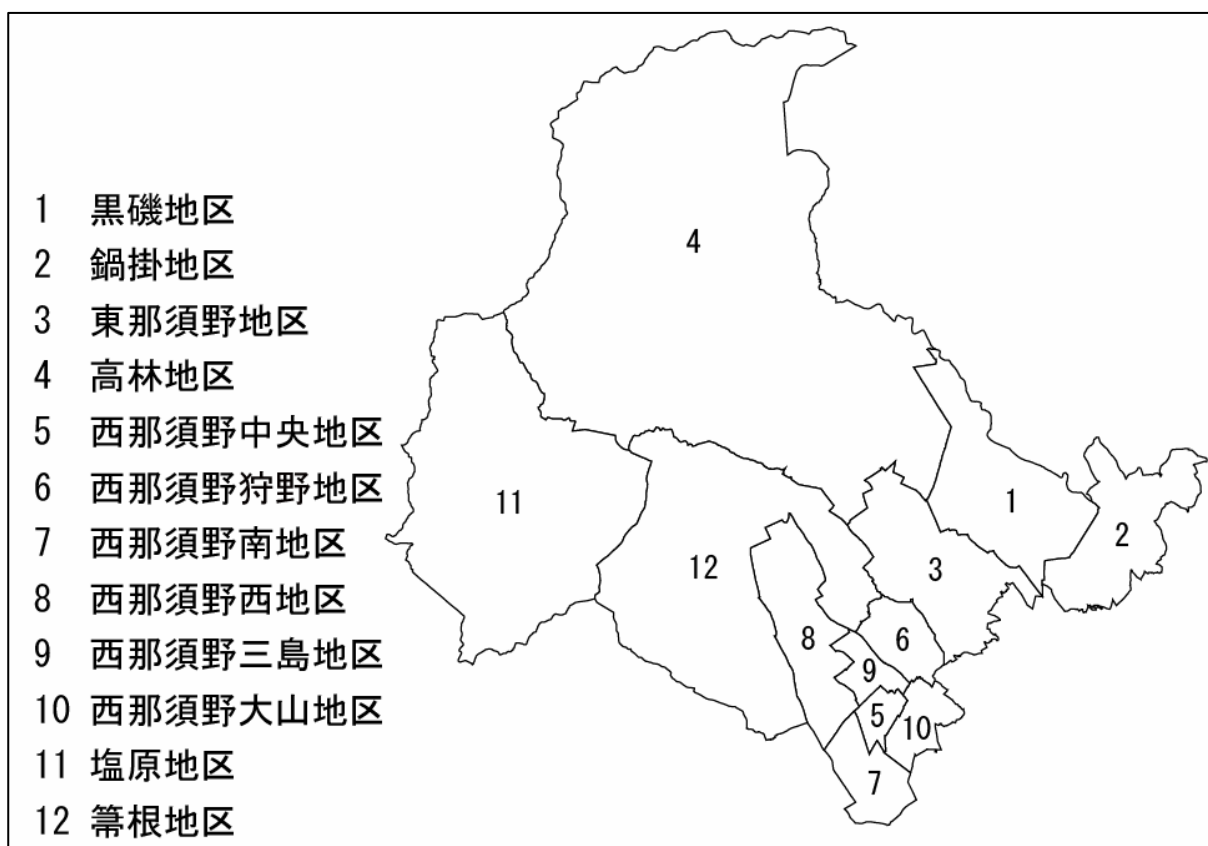 1 黒磯地区
2 鍋掛地区
3 東那須野地区
4 高林地区
5 西那須野中央地区
6 西那須野狩野地区
7 西那須野南地区
8 西那須野西地区
9 西那須野三島地区
10 西那須野大山地区
11 塩原地区
12 箒根地区
4
11
1
2
12
3
8
6
9
5
10
7